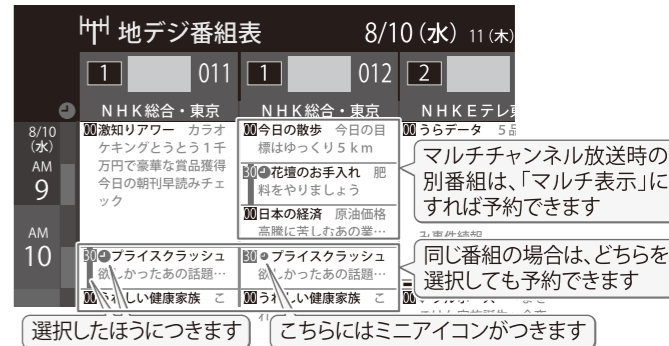 地デジ番組表 8/10(水) 11(木)
1 011 1 012 2
NHK総合・東京 NHK総合・東京 NHKEテレ
8/10
(水)
AM
9
AM
10
00激知りアワー カラオ
ケキングとうとう1千
万円で豪華な賞品獲得
今日の朝刊早読みチェ
ック
00今日の散歩 今日の目
標はゆっくり5km
30花壇のお手入れ 肥
料をやりましょう
00日本の経済 原油価格
高騰に苦しむあの業…
00うらデータ 5
マルチチャンネル放送時の
別番組は、「マルチ表示」に
すれば予約できます
30プライスクラッシュ
欲しかったあの話題…
00うれしい健康家族 こ
30プライスクラッシュ
欲しかったあの話題…
00うれしい健康家族 こ
同じ番組の場合は、どちらを
選択しても予約できます
00
選択したほうにつきます
こちらにはミニアイコンがつきます